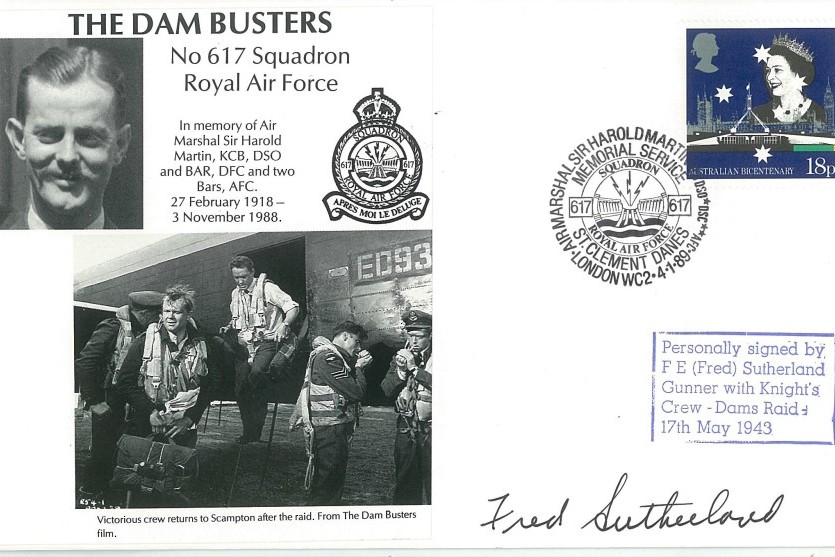 THE DAM BUSTERS
No 617 Squadron
Royal Air Force
In memory of Air
Marshal Sir Harold
Martin, KCB, DSO
and BAR, DFC and two
Bars, AFC.
27 February 1918 –
3 November 1988.
SQUADRON
617 617
ROYAL AIR FORCE
APRES MOI LE DELUGE
ED93
Victorious crew returns to Scampton after the raid. From The Dam Busters
film.
AIR MARSHAL SIR HAROLD MARTIN
MEMORIAL SERVICE
SQUADRON
617 617
ROYAL AIR FORCE
ST. CLEMENT DANES
LONDON WC2 • 4•1•89
AUSTRALIAN BICENTENARY 18p
Personally signed by
F E (Fred) Sutherland
Gunner with Knight's
Crew - Dams Raid -
17th May 1943
Fred Sutherland